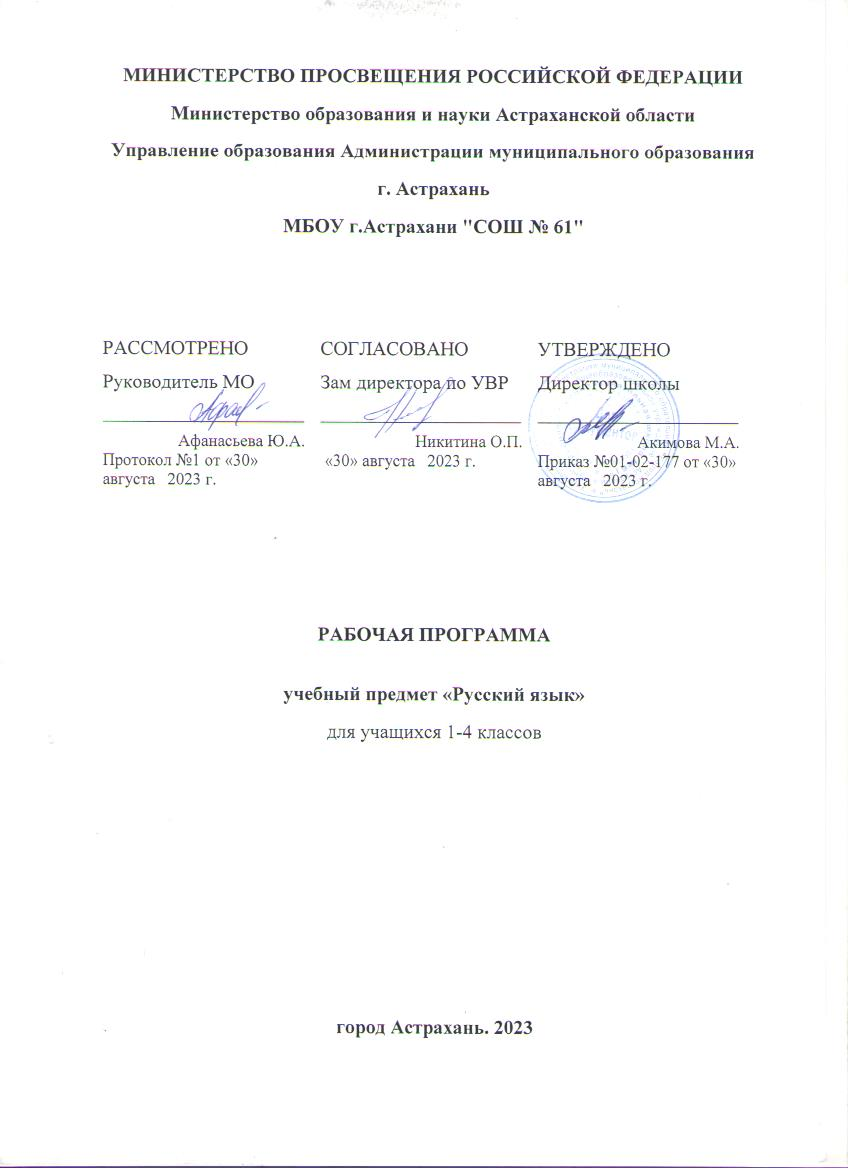 МИНИСТЕРСТВО ПРОСВЕЩЕНИЯ РОССИЙСКОЙ ФЕДЕРАЦИИ
Министерство образования и науки Астраханской области
Управление образования Администрации муниципального образования
г. Астрахань
МБОУ г.Астрахани "СОШ № 61"
РАССМОТРЕНО
Руководитель МО
Афанасьева Ю.А.
Протокол №1 от «30»
августа 2023 г.
СОГЛАСОВАНО
Зам директора по УВР
Никитина О.П.
«30» августа 2023 г.
УТВЕРЖДЕНО
Директор школы
Акимова М.А.
Приказ №01-02-177 от «30»
августа 2023 г.
РАБОЧАЯ ПРОГРАММА
учебный предмет «Русский язык»
для учащихся 1-4 классов
город Астрахань. 2023